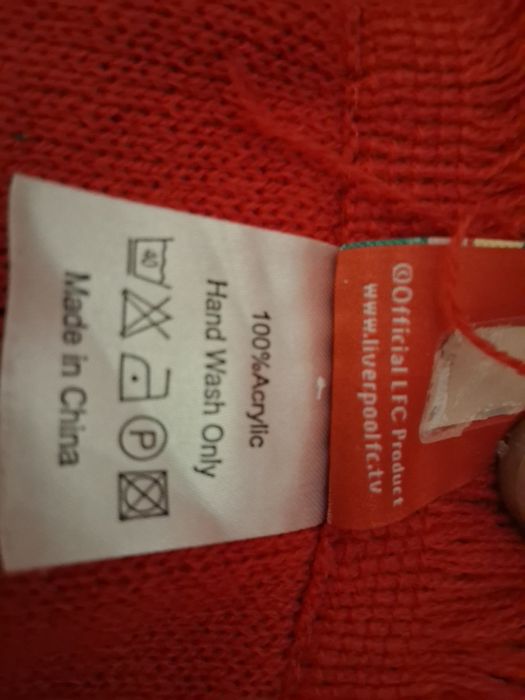 100%Acrylic
Hand Wash Only
40
P
Made in China
©Official LFC Product
www.liverpoolfc.tv